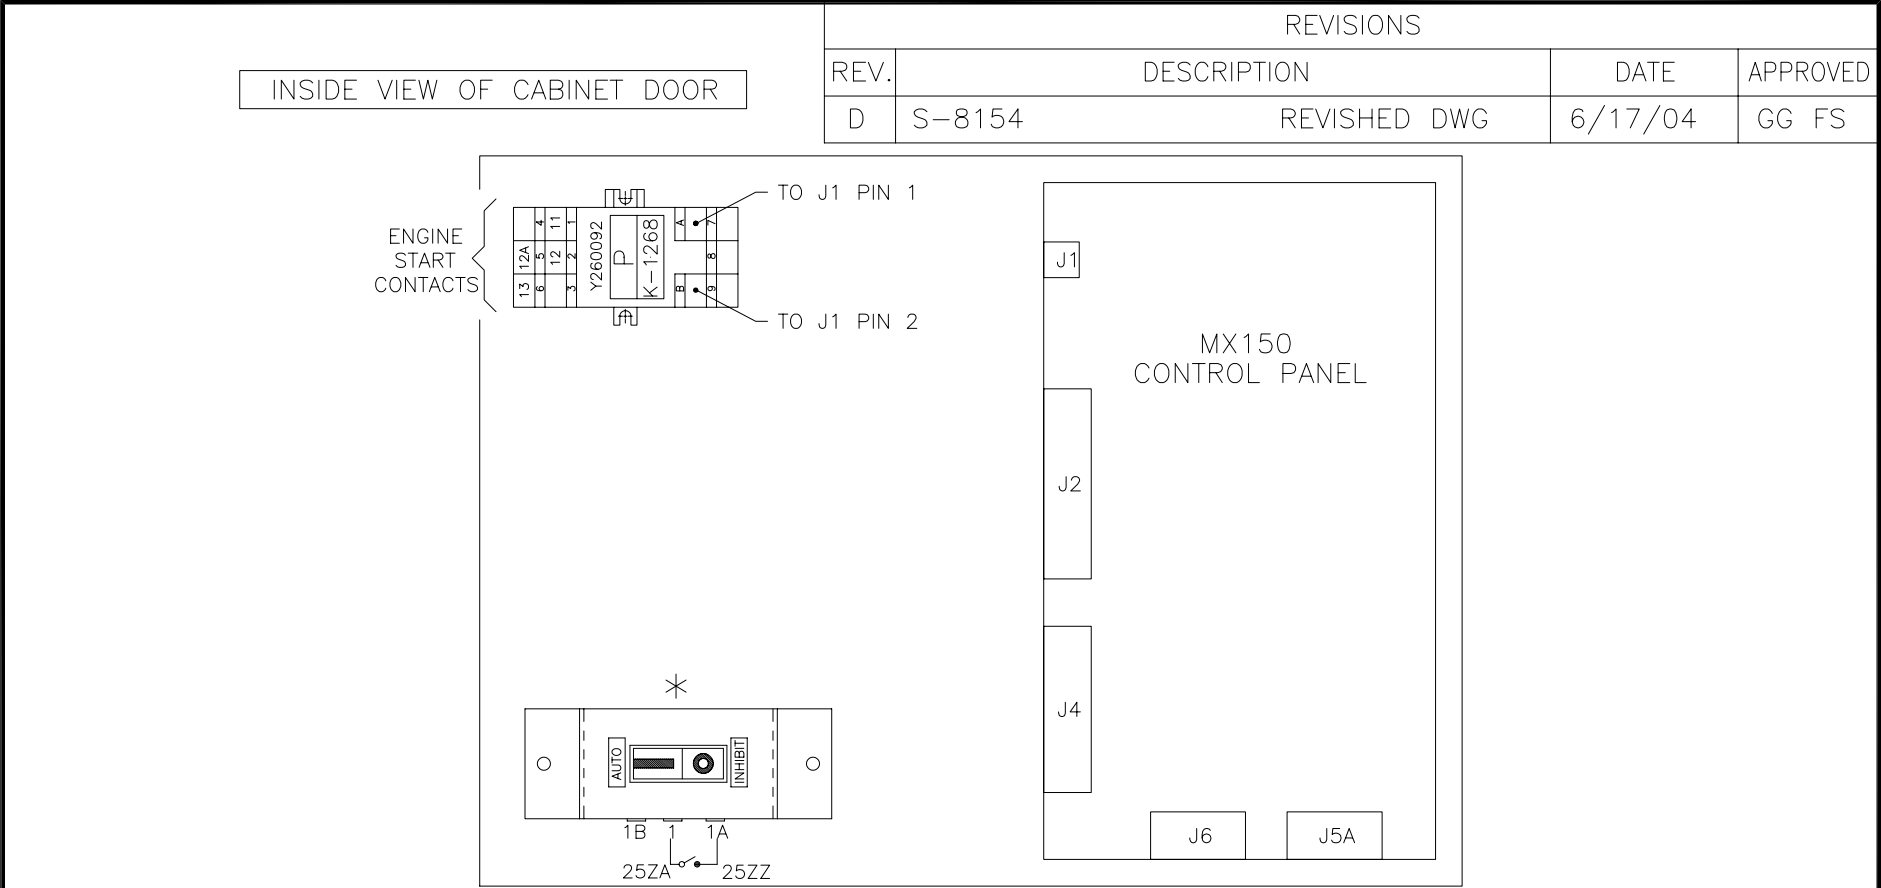 REVISIONS
REV. DESCRIPTION DATE APPROVED
D S-8154 REVISHED DWG 6/17/04 GG FS
INSIDE VIEW OF CABINET DOOR
ENGINE
START
CONTACTS
4 11 1
12A 5 12 2
13 6 3
Y260092
P
K-1268
A 7
8
B 9
TO J1 PIN 1
TO J1 PIN 2
J1
MX150
CONTROL PANEL
J2
J4
J6 J5A
*
AUTO INHIBIT
1B 1 1A
25ZA 25ZZ